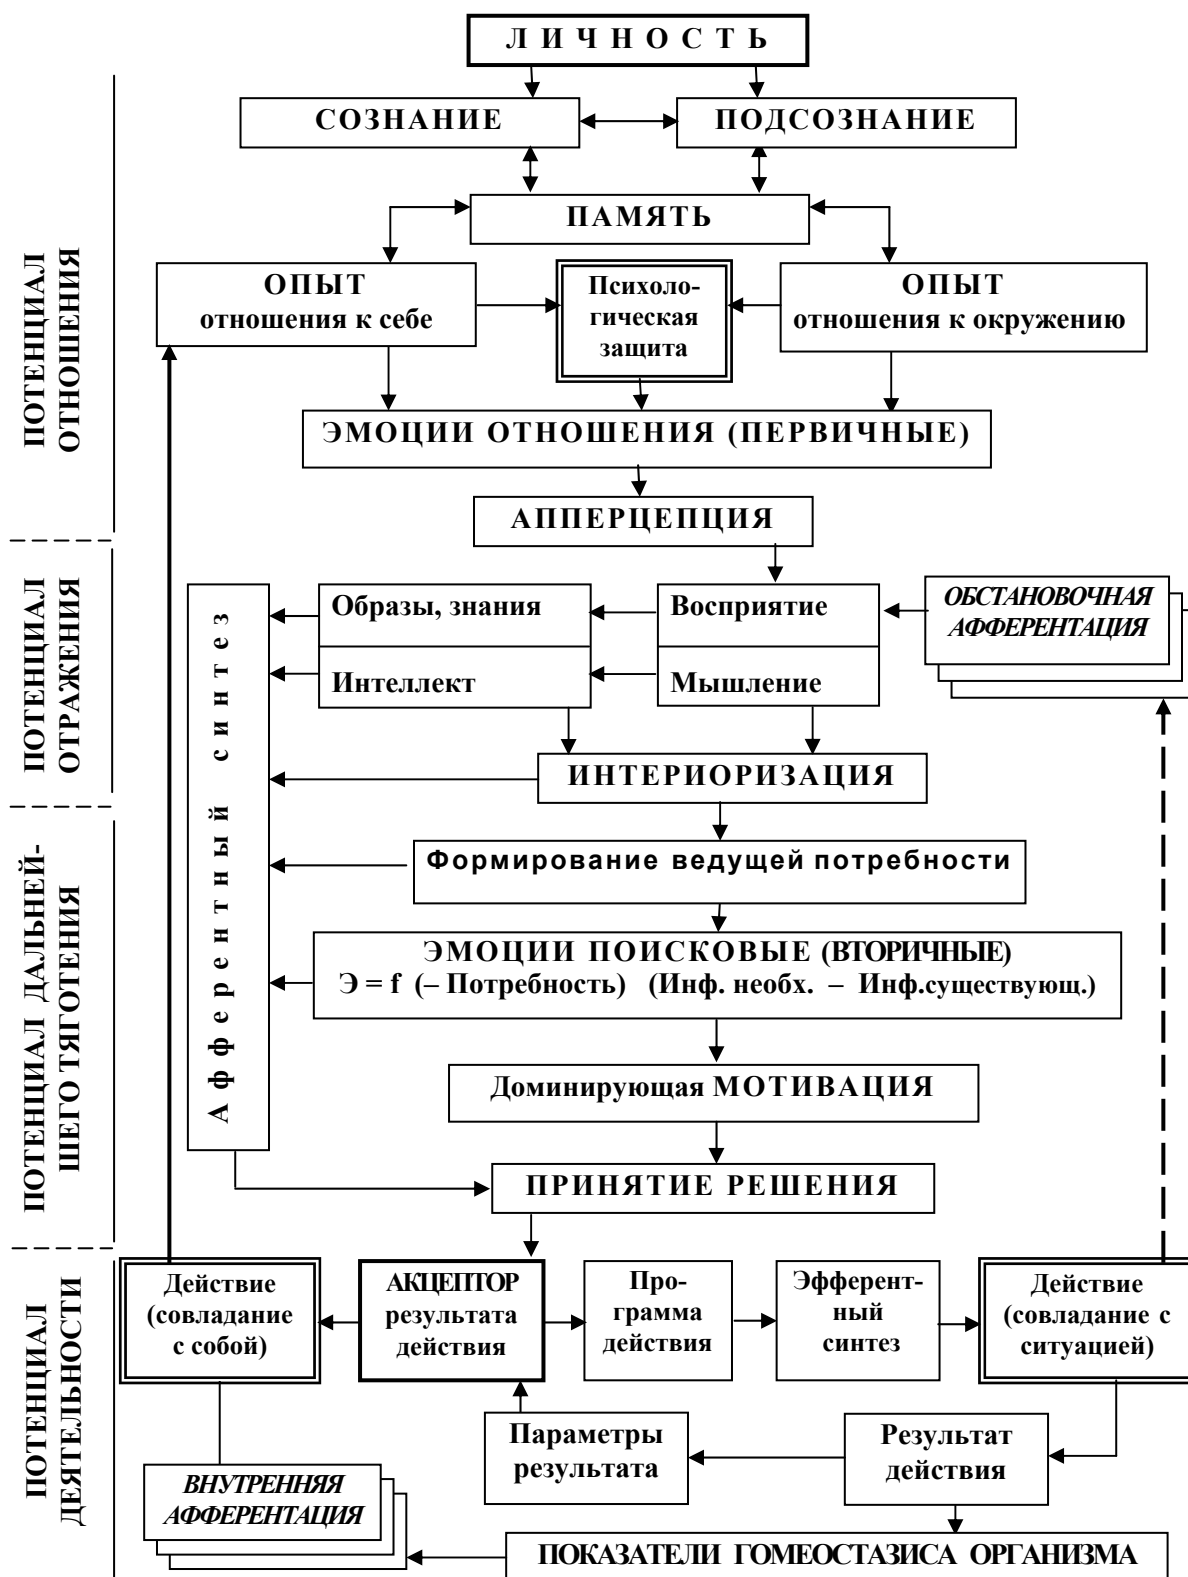 ЛИЧНОСТЬ
СОЗНАНИЕ
ПОДСОЗНАНИЕ
ПАМЯТЬ
ПОТЕНЦИАЛ
ОТНОШЕНИЯ
ОПЫТ
отношения к себе
Психоло-
гическая
защита
ОПЫТ
отношения к окружению
ЭМОЦИИ ОТНОШЕНИЯ (ПЕРВИЧНЫЕ)
АППЕРЦЕПЦИЯ
ПОТЕНЦИАЛ
ОТРАЖЕНИЯ
Афферентный синтез
Образы, знания
Интеллект
Восприятие
Мышление
ОБСТАНОВОЧНАЯ
АФФЕРЕНТАЦИЯ
ИНТЕРИОРИЗАЦИЯ
ПОТЕНЦИАЛ ДАЛЬНЕЙ-
ШЕГО ТЯГОТЕНИЯ
Формирование ведущей потребности
ЭМОЦИИ ПОИСКОВЫЕ (ВТОРИЧНЫЕ)
Э = f (– Потребность) (Инф. необх. – Инф.существующ.)
Доминирующая МОТИВАЦИЯ
ПРИНЯТИЕ РЕШЕНИЯ
ПОТЕНЦИАЛ
ДЕЯТЕЛЬНОСТИ
Действие
(совладание
с собой)
АКЦЕПТОР
результата
действия
Про-
грамма
действия
Эфферент-
ный
синтез
Действие
(совладание с
ситуацией)
Параметры
результата
Результат
действия
ВНУТРЕННЯЯ
АФФЕРЕНТАЦИЯ
ПОКАЗАТЕЛИ ГОМЕОСТАЗИСА ОРГАНИЗМА